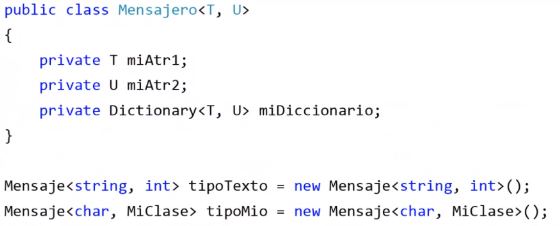 public class Mensajero<T, U>
{
    private T miAtr1;
    private U miAtr2;
    private Dictionary<T, U> miDiccionario;
}
Mensaje<string, int> tipoTexto = new Mensaje<string, int>();
Mensaje<char, MiClase> tipoMio = new Mensaje<char, MiClase>();